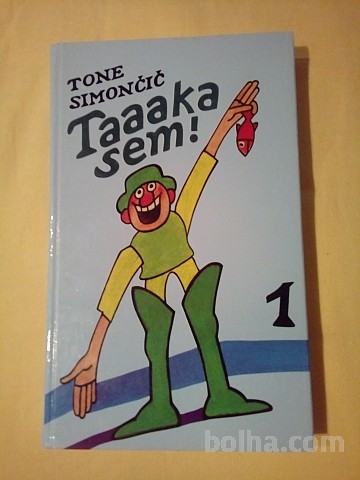 TONE
SIMONČIČ
Taaaka
sem!
1
bolha.com